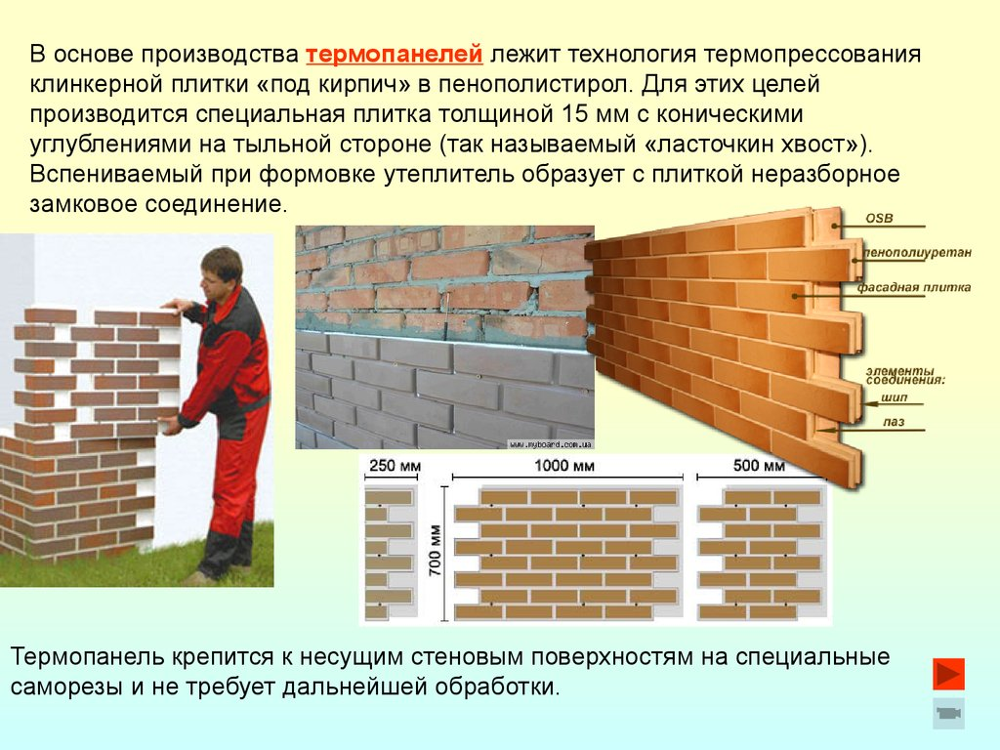 В основе производства термопанелей лежит технология термопрессования
клинкерной плитки «под кирпич» в пенополистирол. Для этих целей
производится специальная плитка толщиной 15 мм с коническими
углублениями на тыльной стороне (так называемый «ласточкин хвост»).
Вспениваемый при формовке утеплитель образует с плиткой неразборное
замковое соединение.
OSB
пенополиуретан
фасадная плитка
элементы
соединения:
шип
паз
www.myboard.com.ua
250 мм
1000 мм
500 мм
700 мм
Термопанель крепится к несущим стеновым поверхностям на специальные
саморезы и не требует дальнейшей обработки.